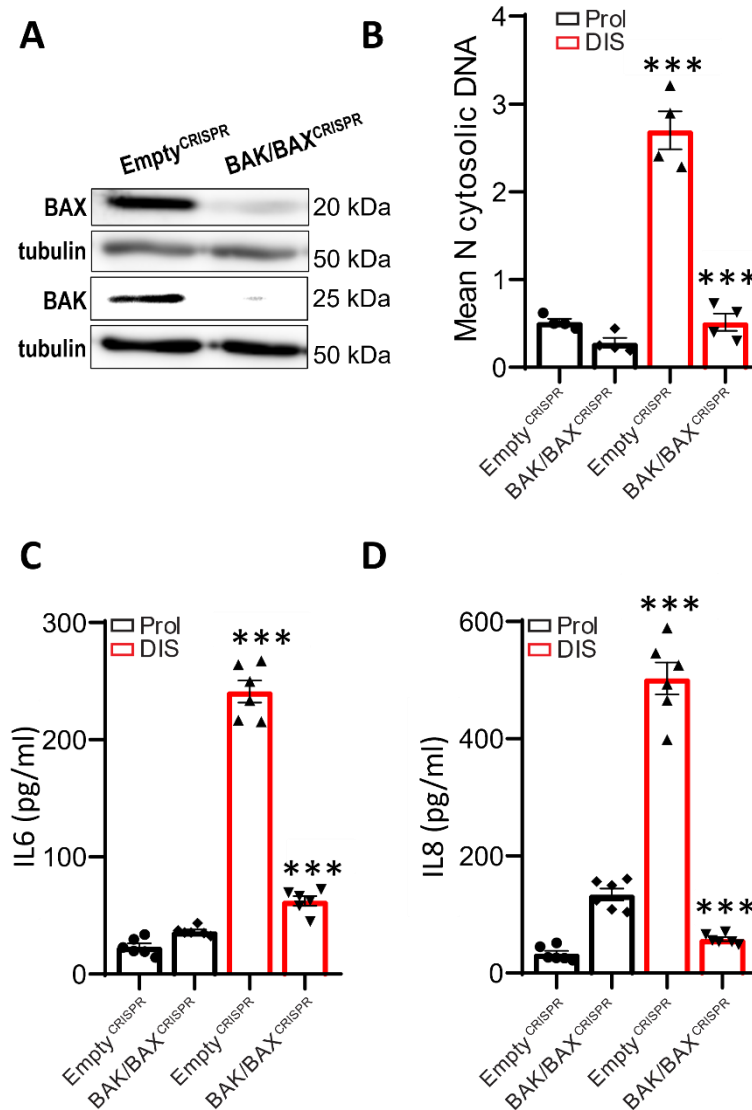 A
Empty^CRISPR
BAK/BAX^CRISPR
BAX
20 kDa
tubulin
50 kDa
BAK
25 kDa
tubulin
50 kDa
B
Prol
DIS
Mean N cytosolic DNA
4
3
2
1
0
***
***
Empty^CRISPR
BAK/BAX^CRISPR
Empty^CRISPR
BAK/BAX^CRISPR
C
Prol
DIS
IL6 (pg/ml)
300
200
100
0
***
***
Empty^CRISPR
BAK/BAX^CRISPR
Empty^CRISPR
BAK/BAX^CRISPR
D
Prol
DIS
IL8 (pg/ml)
600
400
200
0
***
***
Empty^CRISPR
BAK/BAX^CRISPR
Empty^CRISPR
BAK/BAX^CRISPR